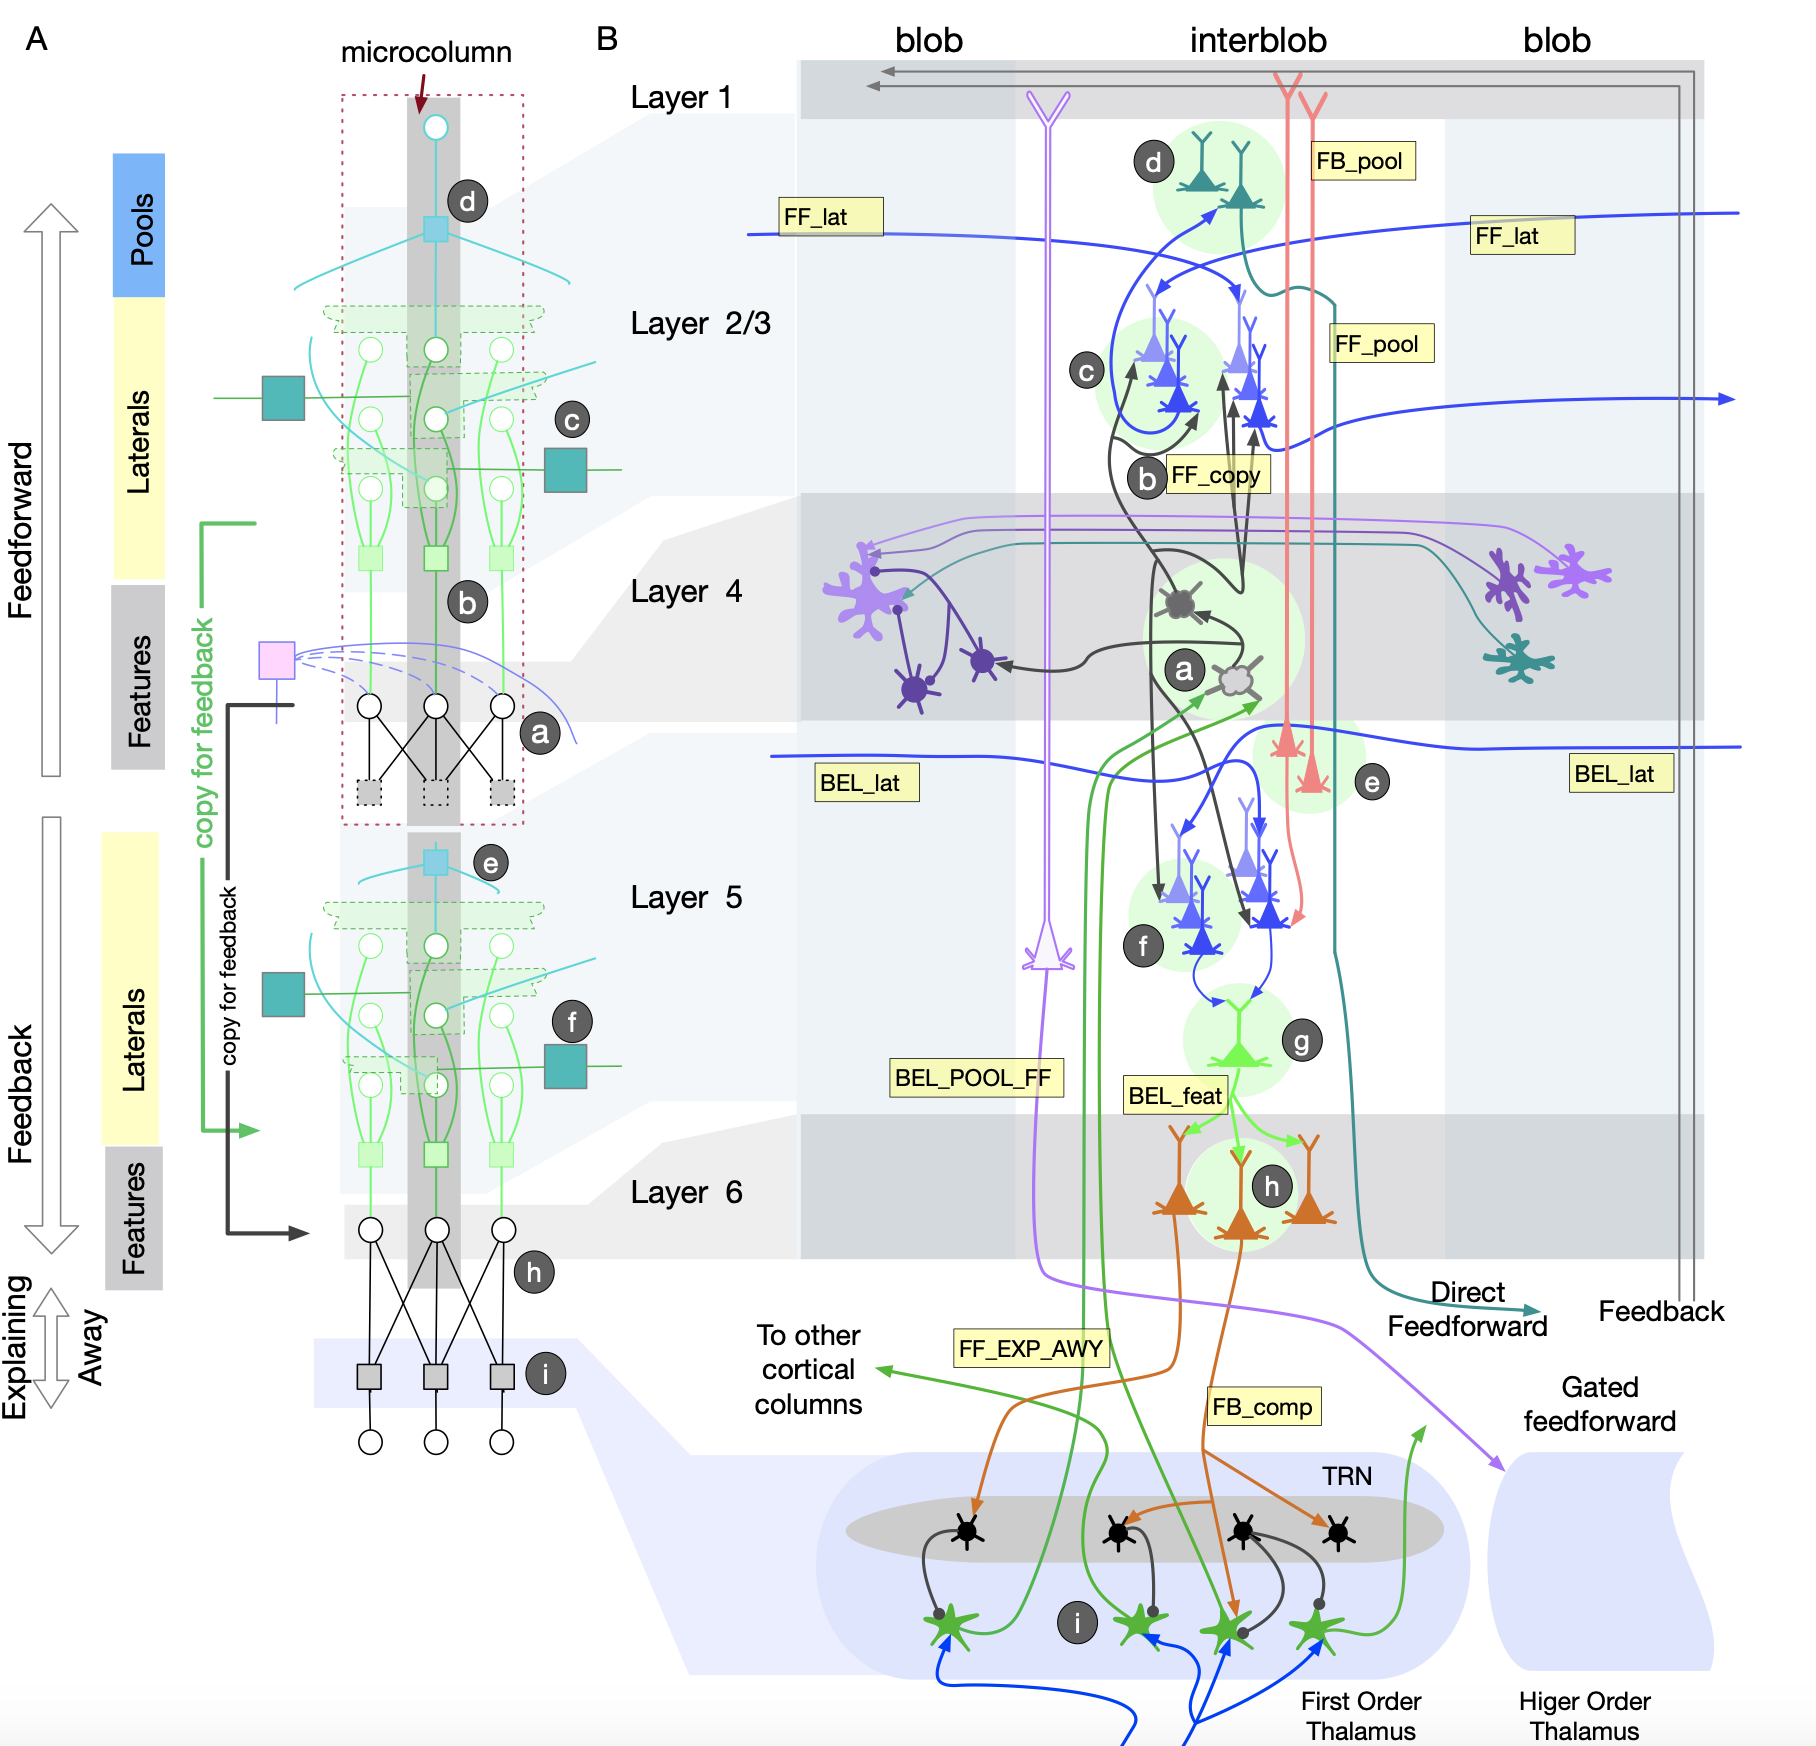 A
microcolumn
B
blob
interblob
blob
Layer 1
d
FB_pool
Pools
d
FF_lat
FF_lat
Layer 2/3
FF_pool
Laterals
c
c
b
FF_copy
Feedforward
Layer 4
b
a
Features
copy for feedback
a
BEL_lat
BEL_lat
e
e
Layer 5
copy for feedback
f
Laterals
f
g
Feedback
BEL_POOL_FF
BEL_feat
Layer 6
h
Features
h
Direct
Feedforward
Feedback
Explaining
Away
To other
cortical
columns
FF_EXP_AWY
i
FB_comp
Gated
feedforward
TRN
i
First Order
Thalamus
Higer Order
Thalamus